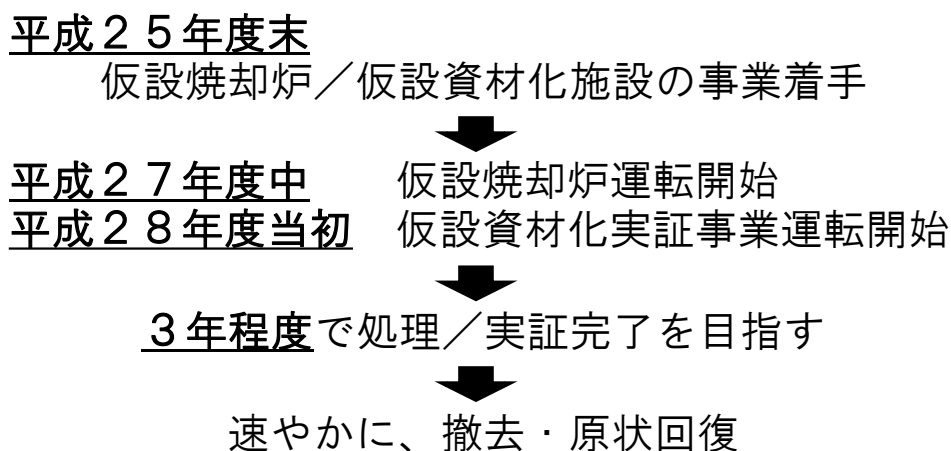 平成２５年度末
仮設焼却炉／仮設資材化施設の事業着手
平成２７年度中　仮設焼却炉運転開始
平成２８年度当初　仮設資材化実証事業運転開始
３年程度で処理／実証完了を目指す
速やかに、撤去・原状回復